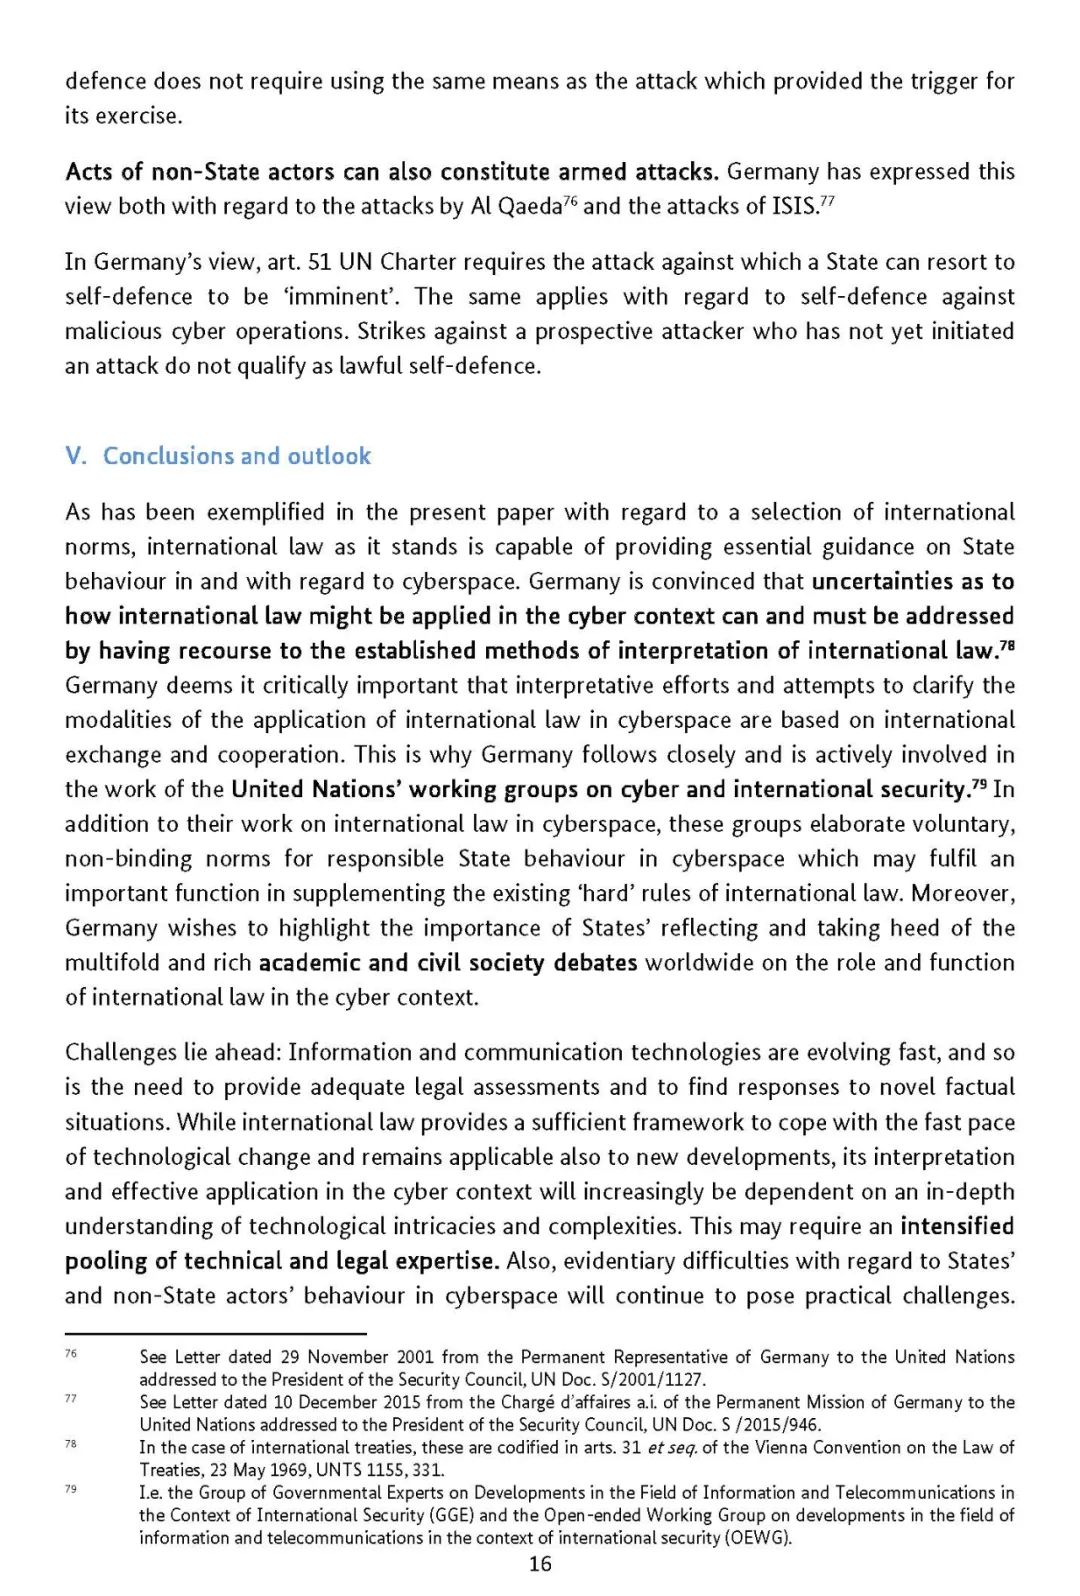 defence does not require using the same means as the attack which provided the trigger for
its exercise.
Acts of non-State actors can also constitute armed attacks. Germany has expressed this
view both with regard to the attacks by Al Qaeda⁷⁶ and the attacks of ISIS.⁷⁷
In Germany’s view, art. 51 UN Charter requires the attack against which a State can resort to
self-defence to be ‘imminent’. The same applies with regard to self-defence against
malicious cyber operations. Strikes against a prospective attacker who has not yet initiated
an attack do not qualify as lawful self-defence.
V. Conclusions and outlook
As has been exemplified in the present paper with regard to a selection of international
norms, international law as it stands is capable of providing essential guidance on State
behaviour in and with regard to cyberspace. Germany is convinced that uncertainties as to
how international law might be applied in the cyber context can and must be addressed
by having recourse to the established methods of interpretation of international law.⁷⁸
Germany deems it critically important that interpretative efforts and attempts to clarify the
modalities of the application of international law in cyberspace are based on international
exchange and cooperation. This is why Germany follows closely and is actively involved in
the work of the United Nations’ working groups on cyber and international security.⁷⁹ In
addition to their work on international law in cyberspace, these groups elaborate voluntary,
non-binding norms for responsible State behaviour in cyberspace which may fulfil an
important function in supplementing the existing ‘hard’ rules of international law. Moreover,
Germany wishes to highlight the importance of States’ reflecting and taking heed of the
multifold and rich academic and civil society debates worldwide on the role and function
of international law in the cyber context.
Challenges lie ahead: Information and communication technologies are evolving fast, and so
is the need to provide adequate legal assessments and to find responses to novel factual
situations. While international law provides a sufficient framework to cope with the fast pace
of technological change and remains applicable also to new developments, its interpretation
and effective application in the cyber context will increasingly be dependent on an in-depth
understanding of technological intricacies and complexities. This may require an intensified
pooling of technical and legal expertise. Also, evidentiary difficulties with regard to States’
and non-State actors’ behaviour in cyberspace will continue to pose practical challenges.
76 See Letter dated 29 November 2001 from the Permanent Representative of Germany to the United Nations
addressed to the President of the Security Council, UN Doc. S/2001/1127.
77 See Letter dated 10 December 2015 from the Chargé d’affaires a.i. of the Permanent Mission of Germany to the
United Nations addressed to the President of the Security Council, UN Doc. S /2015/946.
78 In the case of international treaties, these are codified in arts. 31 et seq. of the Vienna Convention on the Law of
Treaties, 23 May 1969, UNTS 1155, 331.
79 I.e. the Group of Governmental Experts on Developments in the Field of Information and Telecommunications in
the Context of International Security (GGE) and the Open-ended Working Group on developments in the field of
information and telecommunications in the context of international security (OEWG).
16